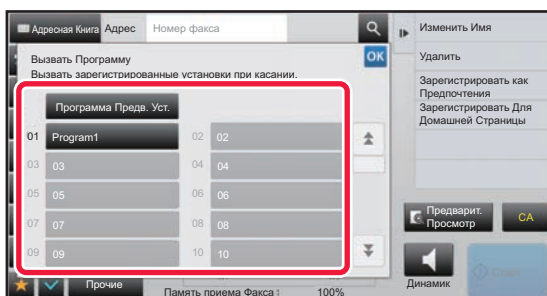 Адресная Книга Адрес Номер факса
Изменить Имя
Вызвать Программу
OK
Удалить
Вызвать зарегистрированные установки при касании.
Зарегистрировать как
Предпочтения
Программа Предв. Уст.
Зарегистрировать Для
Домашней Страницы
01 Program1 02 02
03 03 04 04
05 05 06 06
07 07 08 08
Предварит.
Просмотр
CA
09 09 10 10
Прочие
Память приема Факса 100%
Динамик
Старт